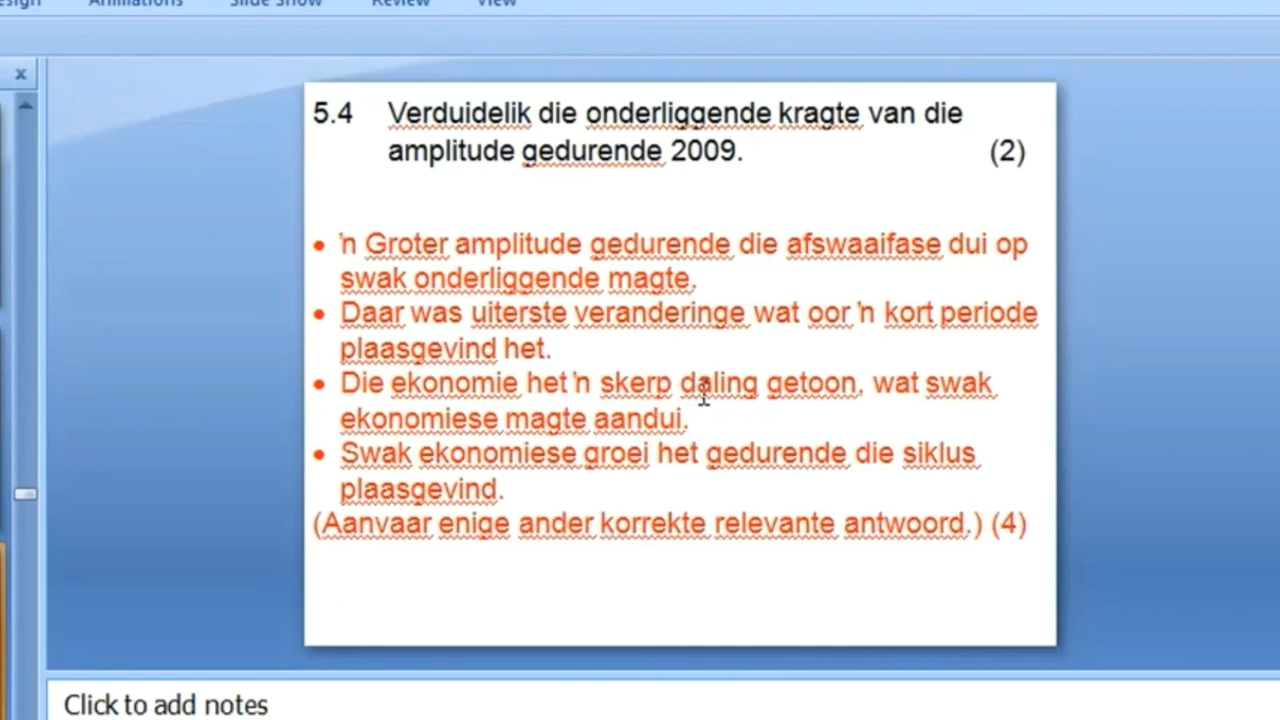 Animations
Slide Show
Review
View
5.4 Verduidelik die onderliggende kragte van die
amplitude gedurende 2009. (2)
• 'n Groter amplitude gedurende die afswaaifase dui op
swak onderliggende magte.
• Daar was uiterste veranderinge wat oor 'n kort periode
plaasgevind het.
• Die ekonomie het 'n skerp daling getoon, wat swak
ekonomiese magte aandui.
• Swak ekonomiese groei het gedurende die siklus
plaasgevind.
(Aanvaar enige ander korrekte relevante antwoord.) (4)
Click to add notes